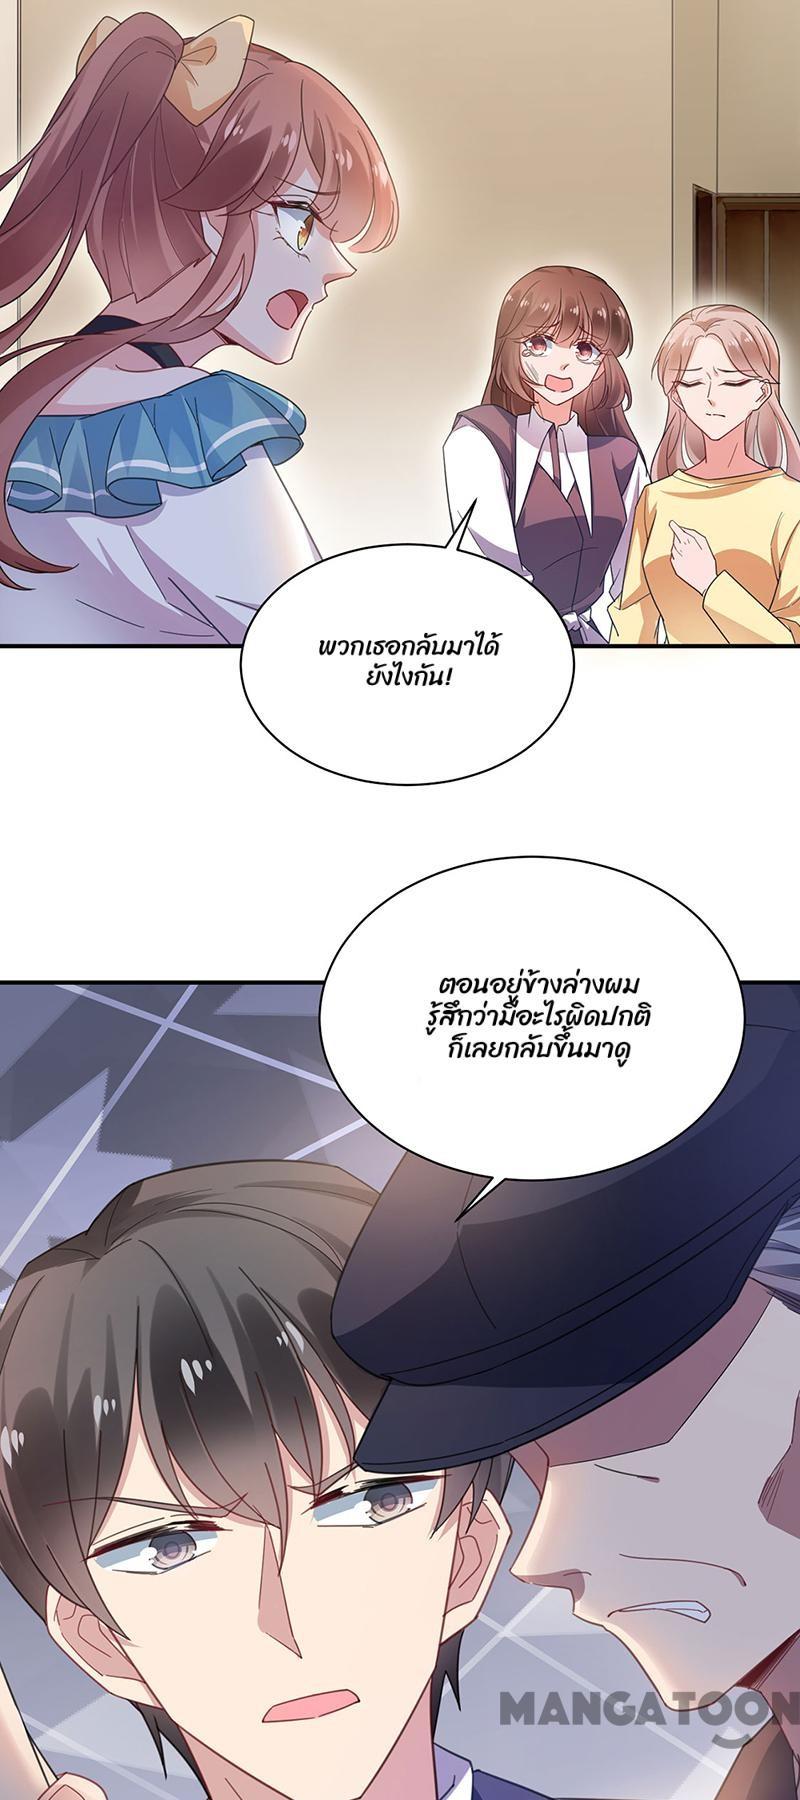 พวกเธอกลับมาได้
ยังไงกัน!
ตอนอยู่ข้างล่างผม
รู้สึกว่ามีอะไรผิดปกติ
ก็เลยกลับขึ้นมาดู
MANGATOON